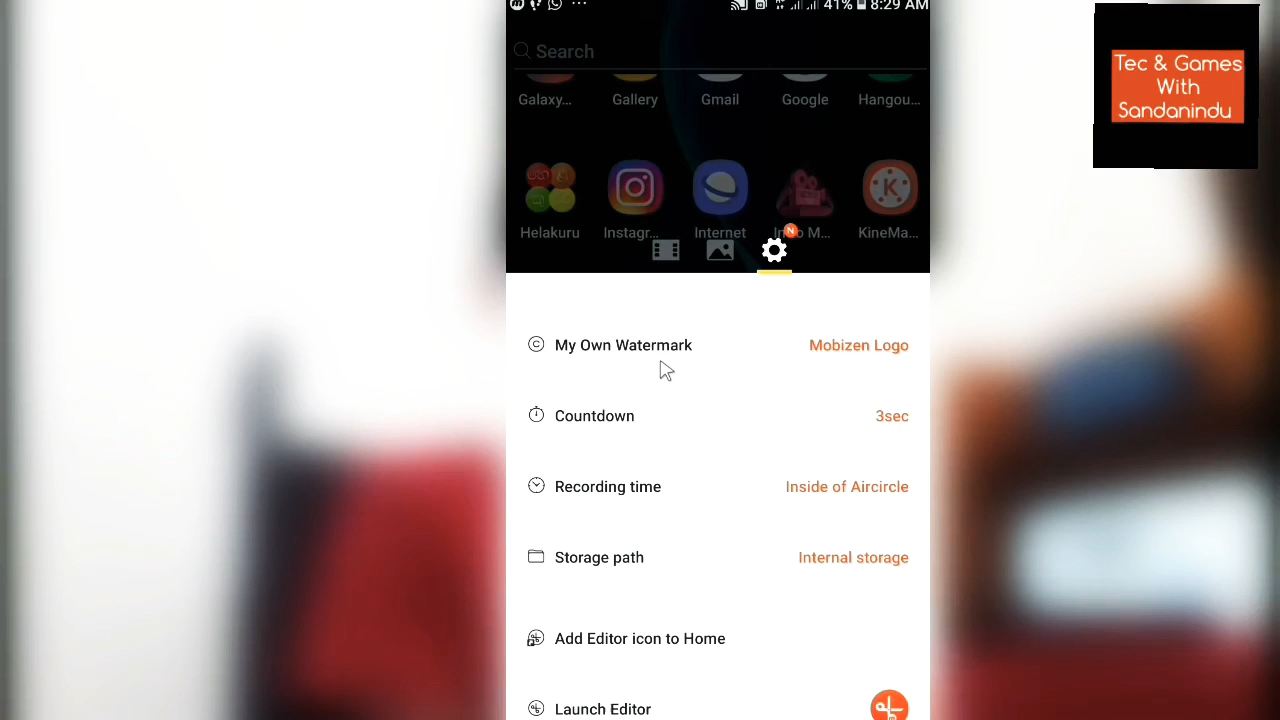 41% 8:29 AM
Search
Galaxy... Gallery Gmail Google Hangou...
Helakuru Instagr... Internet KineMa...
N
My Own Watermark Mobizen Logo
Countdown 3sec
Recording time Inside of Aircircle
Storage path Internal storage
Add Editor icon to Home
Launch Editor
Tec & Games
With
Sandanindu